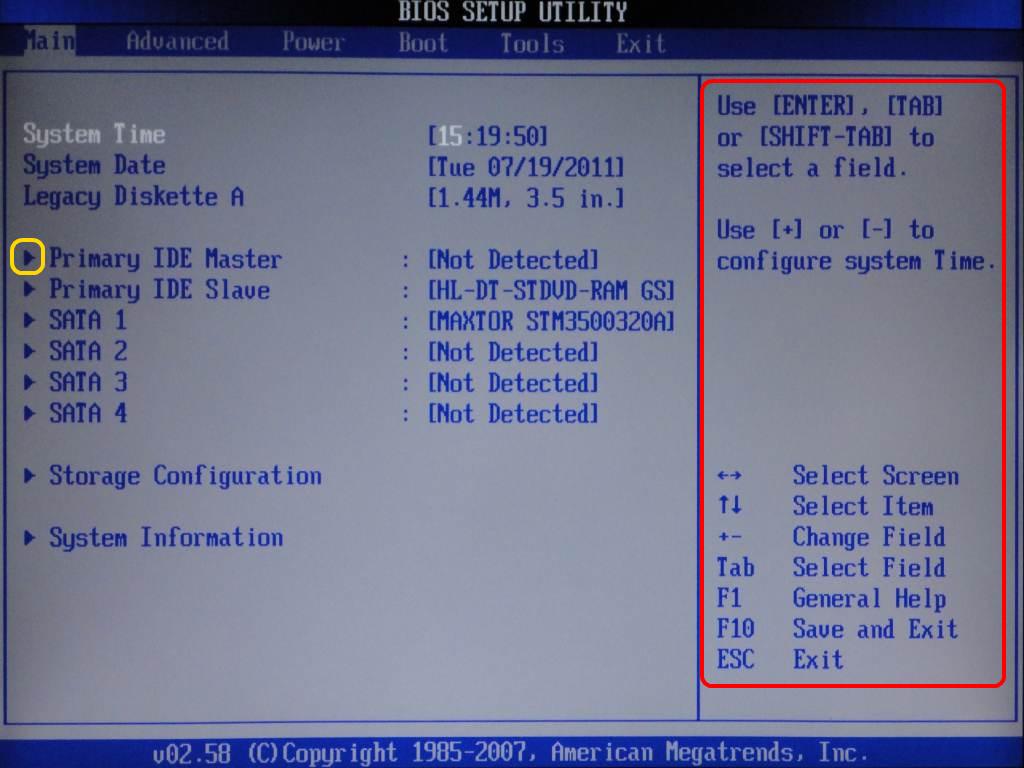 BIOS SETUP UTILITY
Main Advanced Power Boot Tools Exit
System Time [15:19:50]
System Date [Tue 07/19/2011]
Legacy Diskette A [1.44M, 3.5 in.]
Primary IDE Master : [Not Detected]
Primary IDE Slave : [HL-DT-STDVD-RAM GS]
SATA 1 : [MAXTOR STM3500320A]
SATA 2 : [Not Detected]
SATA 3 : [Not Detected]
SATA 4 : [Not Detected]
Storage Configuration
System Information
Use [ENTER], [TAB]
or [SHIFT-TAB] to
select a field.
Use [+] or [-] to
configure system Time.
←→ Select Screen
↑↓ Select Item
+- Change Field
Tab Select Field
F1 General Help
F10 Save and Exit
ESC Exit
v02.58 (C)Copyright 1985-2007, American Megatrends, Inc.